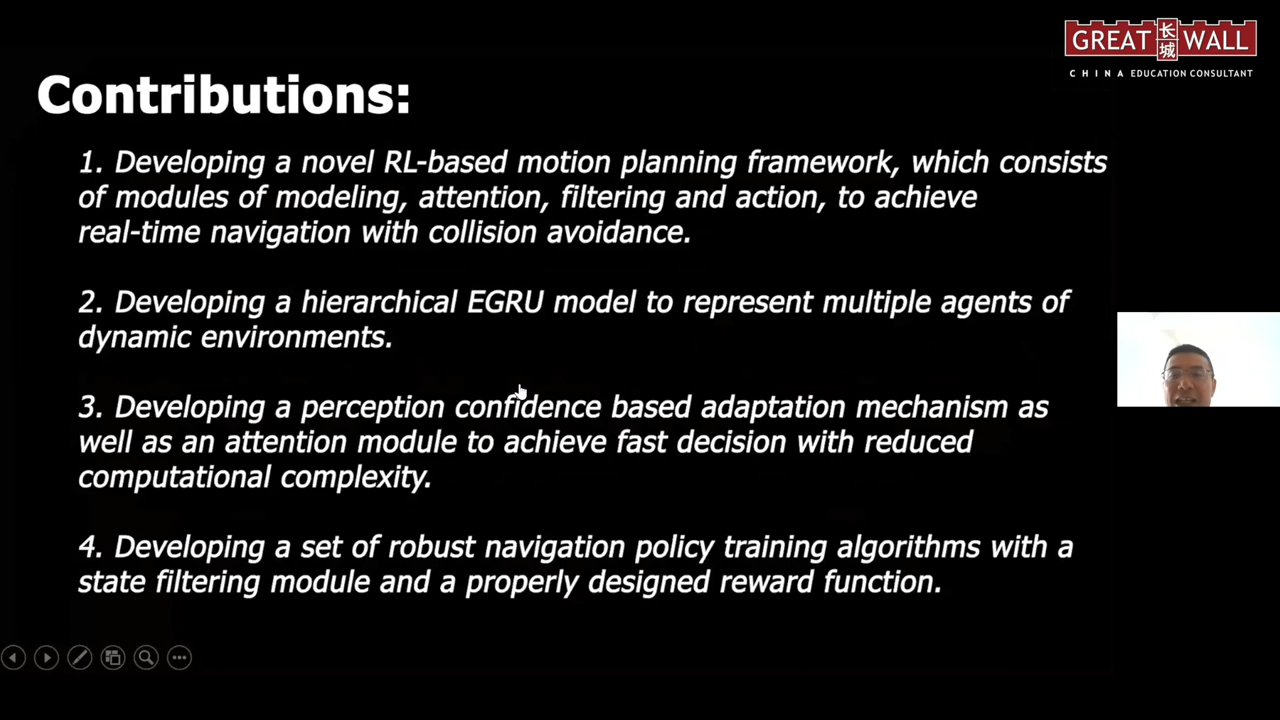 GREAT 长城 WALL
CHINA EDUCATION CONSULTANT
Contributions:
1. Developing a novel RL-based motion planning framework, which consists
of modules of modeling, attention, filtering and action, to achieve
real-time navigation with collision avoidance.
2. Developing a hierarchical EGRU model to represent multiple agents of
dynamic environments.
3. Developing a perception confidence based adaptation mechanism as
well as an attention module to achieve fast decision with reduced
computational complexity.
4. Developing a set of robust navigation policy training algorithms with a
state filtering module and a properly designed reward function.